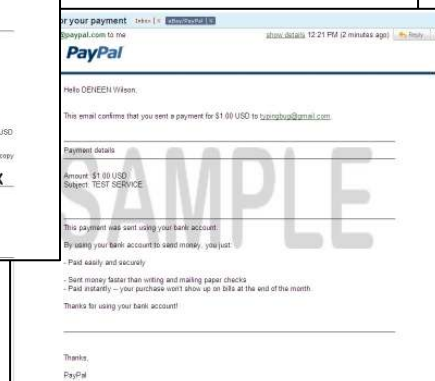 or your payment Inbox | X eBay/PayPal | X
@paypal.com to me show details 12:21 PM (2 minutes ago) Reply
PayPal
Hello DENEEN Wilson,
This email confirms that you sent a payment for $1.00 USD to typingbug@gmail.com.
Payment details
Amount: $1.00 USD
Subject: TEST SERVICE
SAMPLE
This payment was sent using your bank account.
By using your bank account to send money, you just:
- Paid easily and securely
- Sent money faster than writing and mailing paper checks
- Paid instantly -- your purchase won't show up on bills at the end of the month.
Thanks for using your bank account!
Thanks,
PayPal
USD
copy